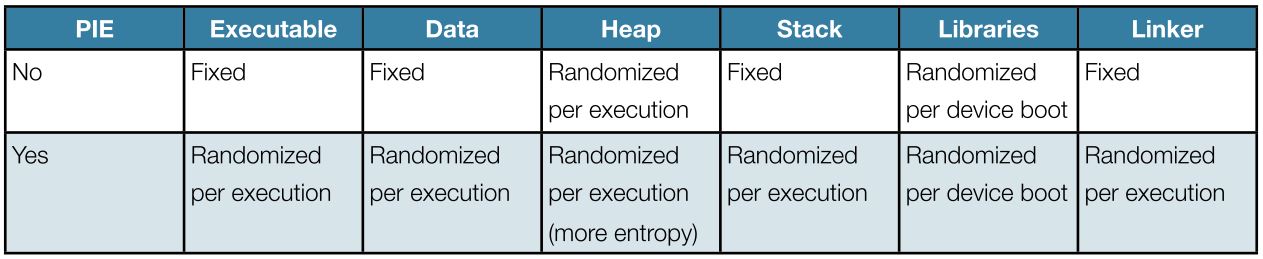 PIE Executable Data Heap Stack Libraries Linker
No Fixed Fixed Randomized Fixed Randomized Fixed
per execution per device boot
Yes Randomized Randomized Randomized Randomized Randomized Randomized
per execution per execution per execution per execution per device boot per execution
(more entropy)